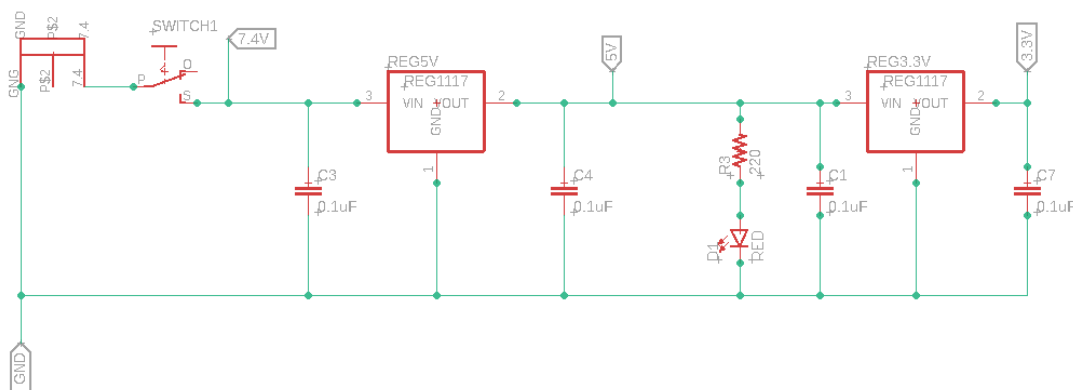 GND
P$2
7.4
SWITCH1
7.4V
5V
3.3V
GNG
P$2
7.4
P
O
S
REG5V
REG1117
3
VIN
VOUT
2
GND
1
REG3.3V
REG1117
3
VIN
VOUT
2
GND
1
C3
0.1uF
C4
0.1uF
R3
220
C1
0.1uF
C7
0.1uF
D1
RED
GND